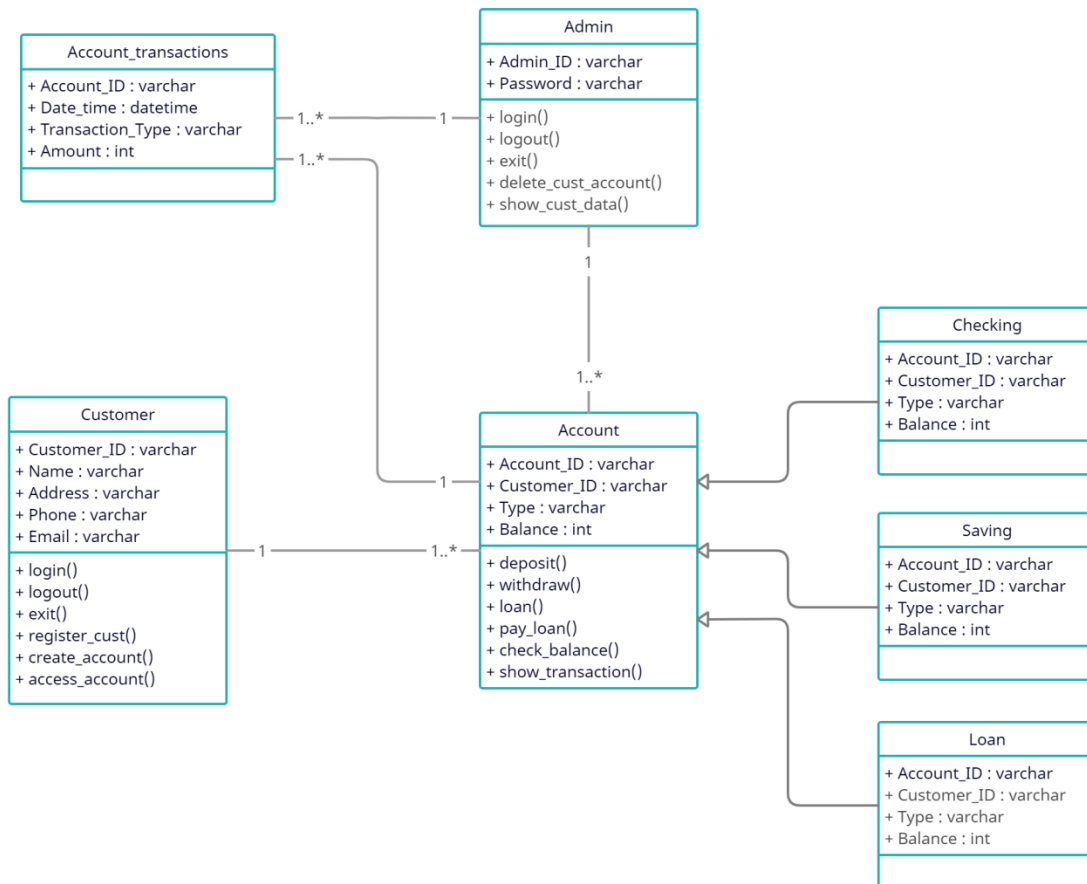 Account_transactions
+ Account_ID : varchar
+ Date_time : datetime
+ Transaction_Type : varchar
+ Amount : int
Admin
+ Admin_ID : varchar
+ Password : varchar
+ login()
+ logout()
+ exit()
+ delete_cust_account()
+ show_cust_data()
1..*
1
1..*
1
1
1..*
Customer
+ Customer_ID : varchar
+ Name : varchar
+ Address : varchar
+ Phone : varchar
+ Email : varchar
+ login()
+ logout()
+ exit()
+ register_cust()
+ create_account()
+ access_account()
1
1..*
Account
+ Account_ID : varchar
+ Customer_ID : varchar
+ Type : varchar
+ Balance : int
+ deposit()
+ withdraw()
+ loan()
+ pay_loan()
+ check_balance()
+ show_transaction()
Checking
+ Account_ID : varchar
+ Customer_ID : varchar
+ Type : varchar
+ Balance : int
Saving
+ Account_ID : varchar
+ Customer_ID : varchar
+ Type : varchar
+ Balance : int
Loan
+ Account_ID : varchar
+ Customer_ID : varchar
+ Type : varchar
+ Balance : int